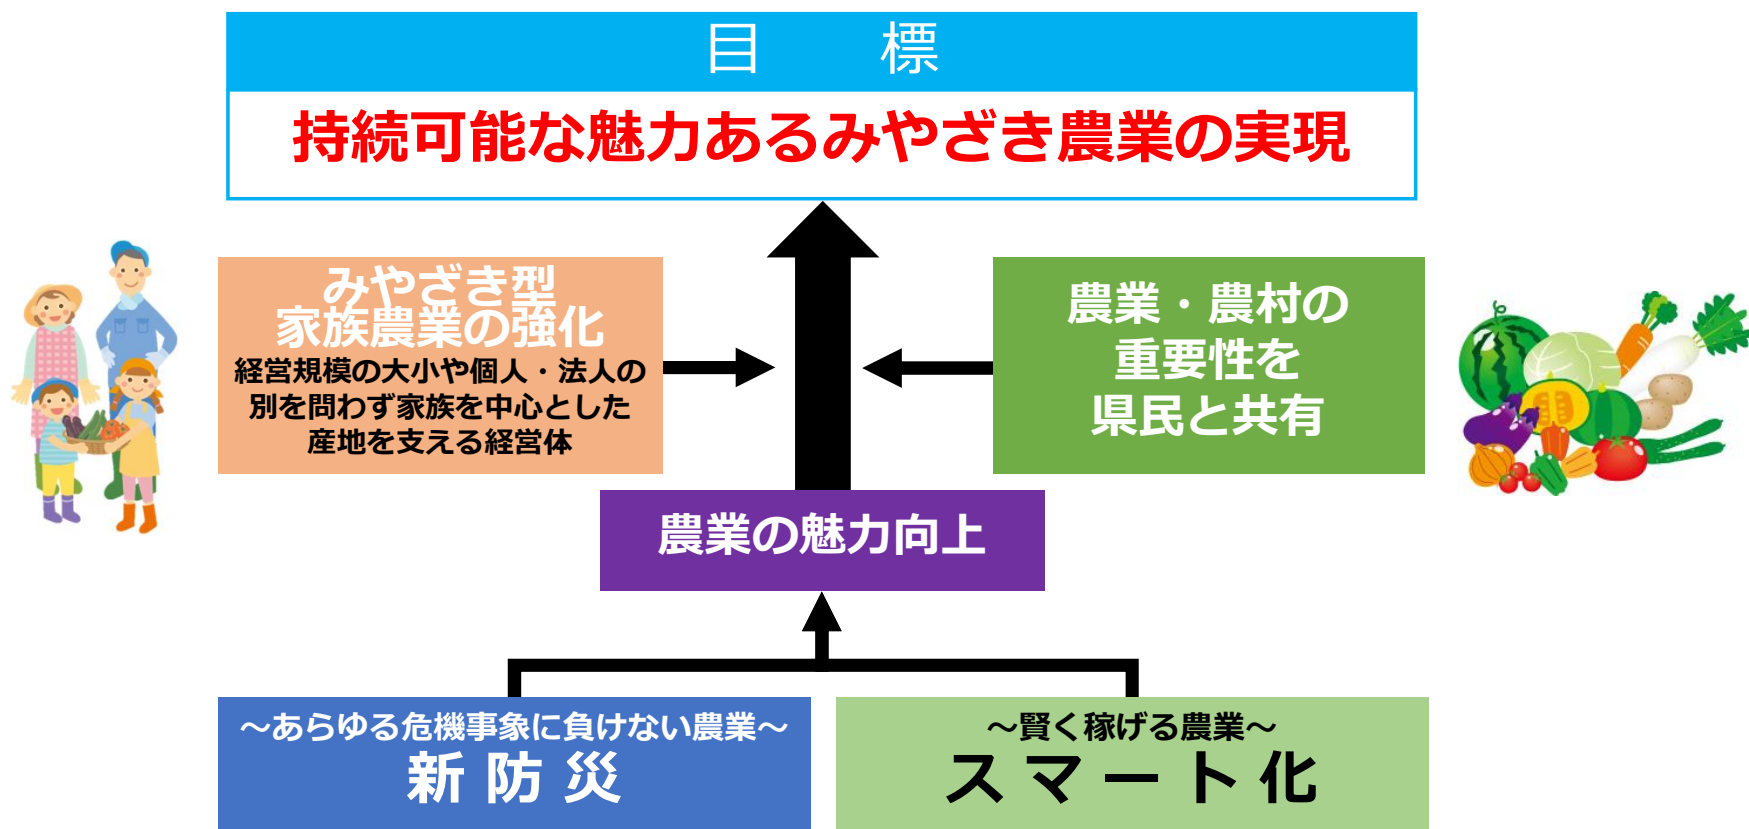 目　標
持続可能な魅力あるみやざき農業の実現
みやざき型
家族農業の強化
経営規模の大小や個人・法人の
別を問わず家族を中心とした
産地を支える経営体
農業・農村の
重要性を
県民と共有
農業の魅力向上
～あらゆる危機事象に負けない農業～
新防災
～賢く稼げる農業～
スマート化